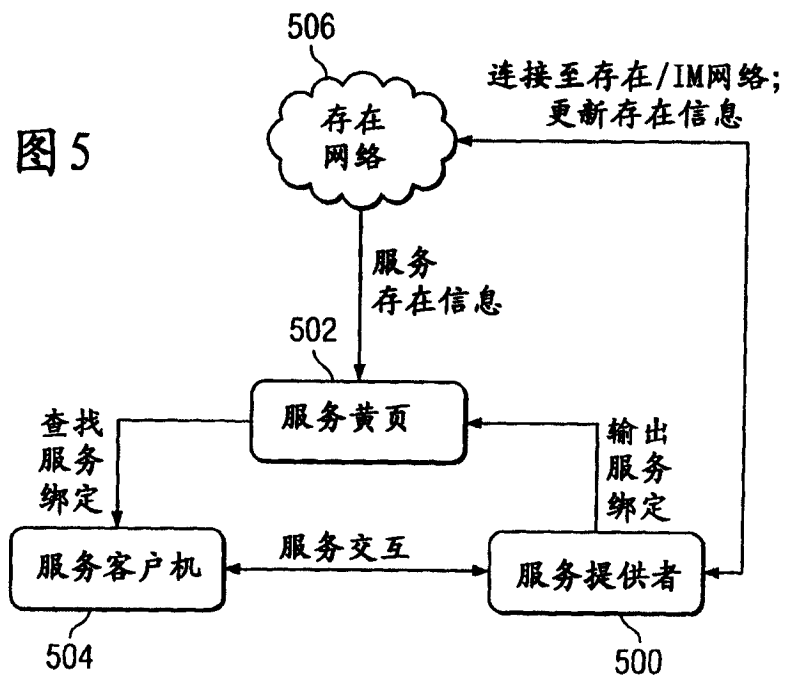 506
连接至存在/IM网络；
更新存在信息
存在
网络
图5
服务
存在信息
502
服务黄页
查找
服务
绑定
输出
服务
绑定
服务客户机
服务交互
服务提供者
504
500